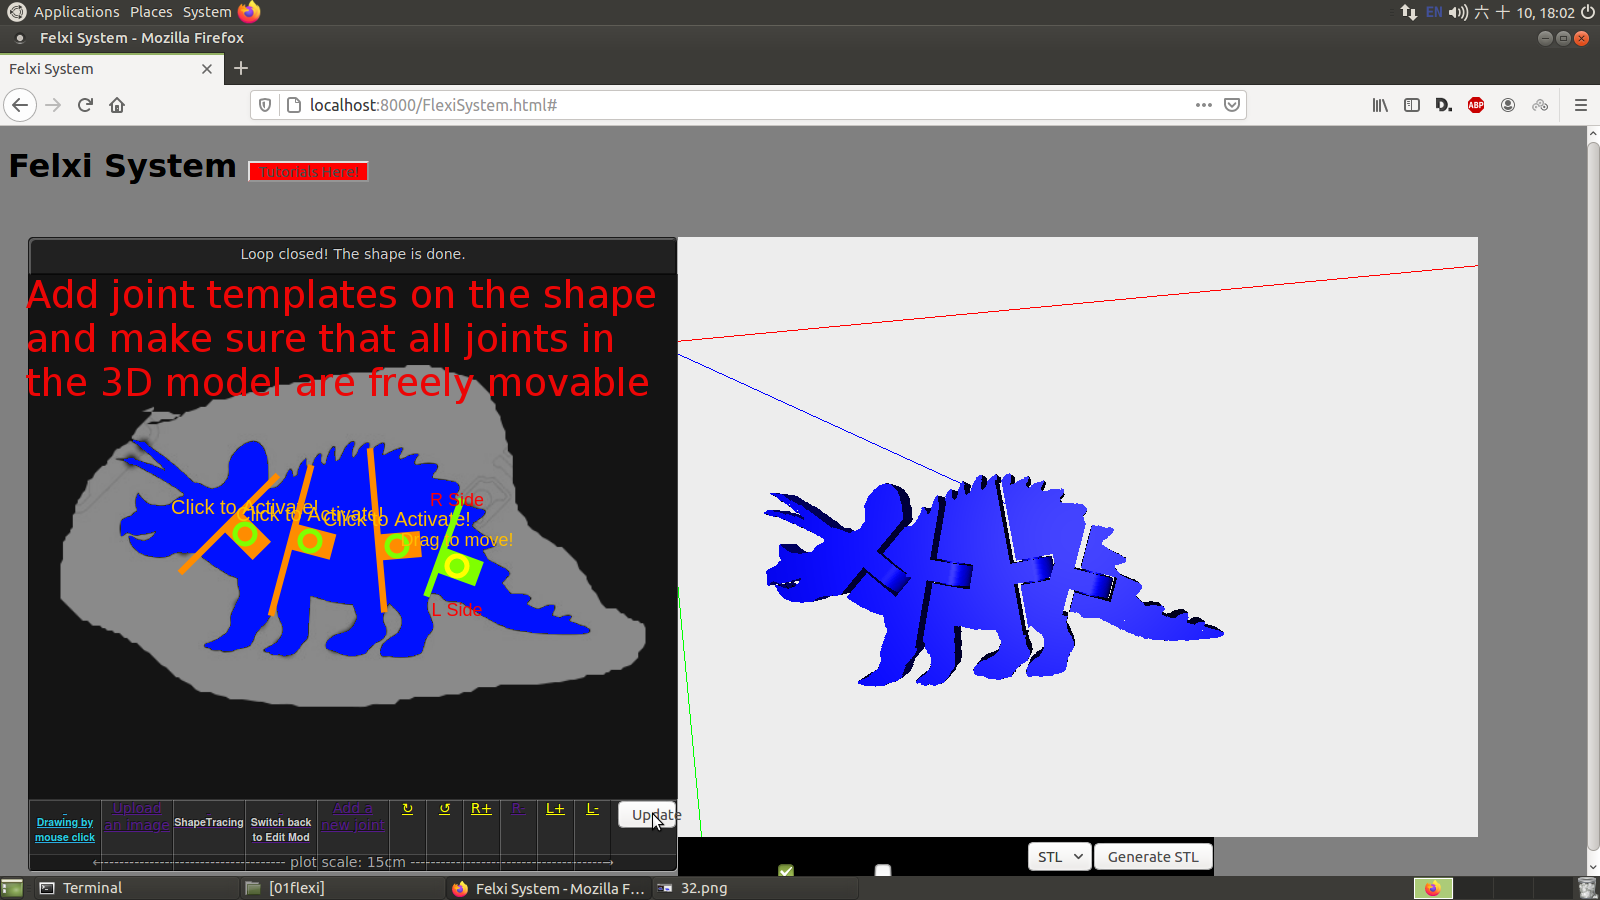 Applications Places System
EN 六 十 10, 18:02
Felxi System - Mozilla Firefox
Felxi System
localhost:8000/FlexiSystem.html#
D.
ABP
Felxi System
Tutorials Here!
Loop closed! The shape is done.
Add joint templates on the shape
and make sure that all joints in
the 3D model are freely movable
R Side
Click to Activate!
Click to Activate!
Click to Activate!
Drag to move!
L Side
Drawing by
mouse click
Upload
an image
ShapeTracing
Switch back
to Edit Mod
Add a
new joint
↻
↺
R+
R-
L+
L-
Update
←------------------------------------- plot scale: 15cm ---------------------------------------→
STL
Generate STL
Terminal
[01flexi]
Felxi System - Mozilla F...
32.png